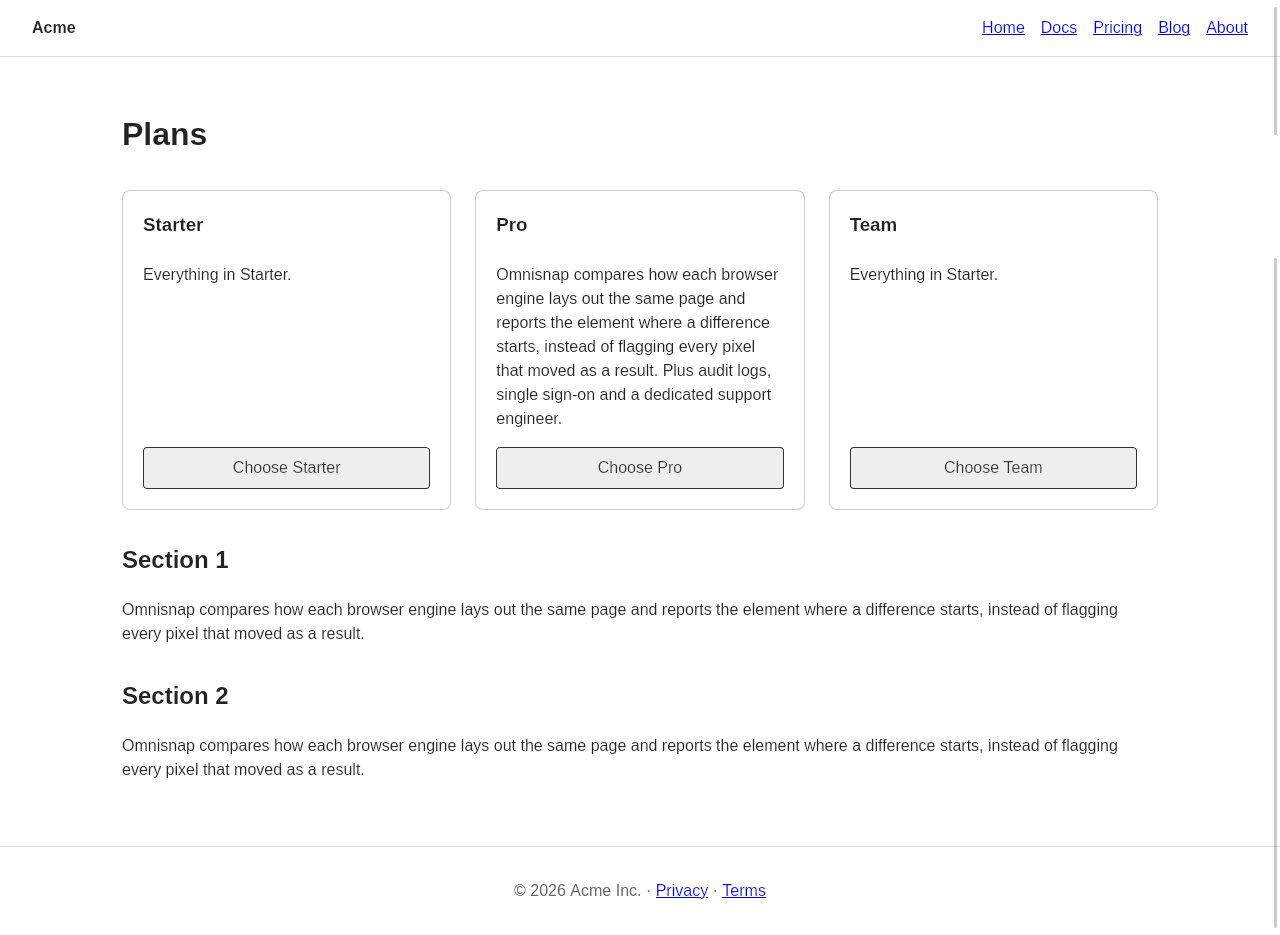 Acme
Home Docs Pricing Blog About
Plans
Starter
Everything in Starter.
Choose Starter
Pro
Omnisnap compares how each browser
engine lays out the same page and
reports the element where a difference
starts, instead of flagging every pixel
that moved as a result. Plus audit logs,
single sign-on and a dedicated support
engineer.
Choose Pro
Team
Everything in Starter.
Choose Team
Section 1
Omnisnap compares how each browser engine lays out the same page and reports the element where a difference starts, instead of flagging
every pixel that moved as a result.
Section 2
Omnisnap compares how each browser engine lays out the same page and reports the element where a difference starts, instead of flagging
every pixel that moved as a result.
© 2026 Acme Inc. · Privacy · Terms